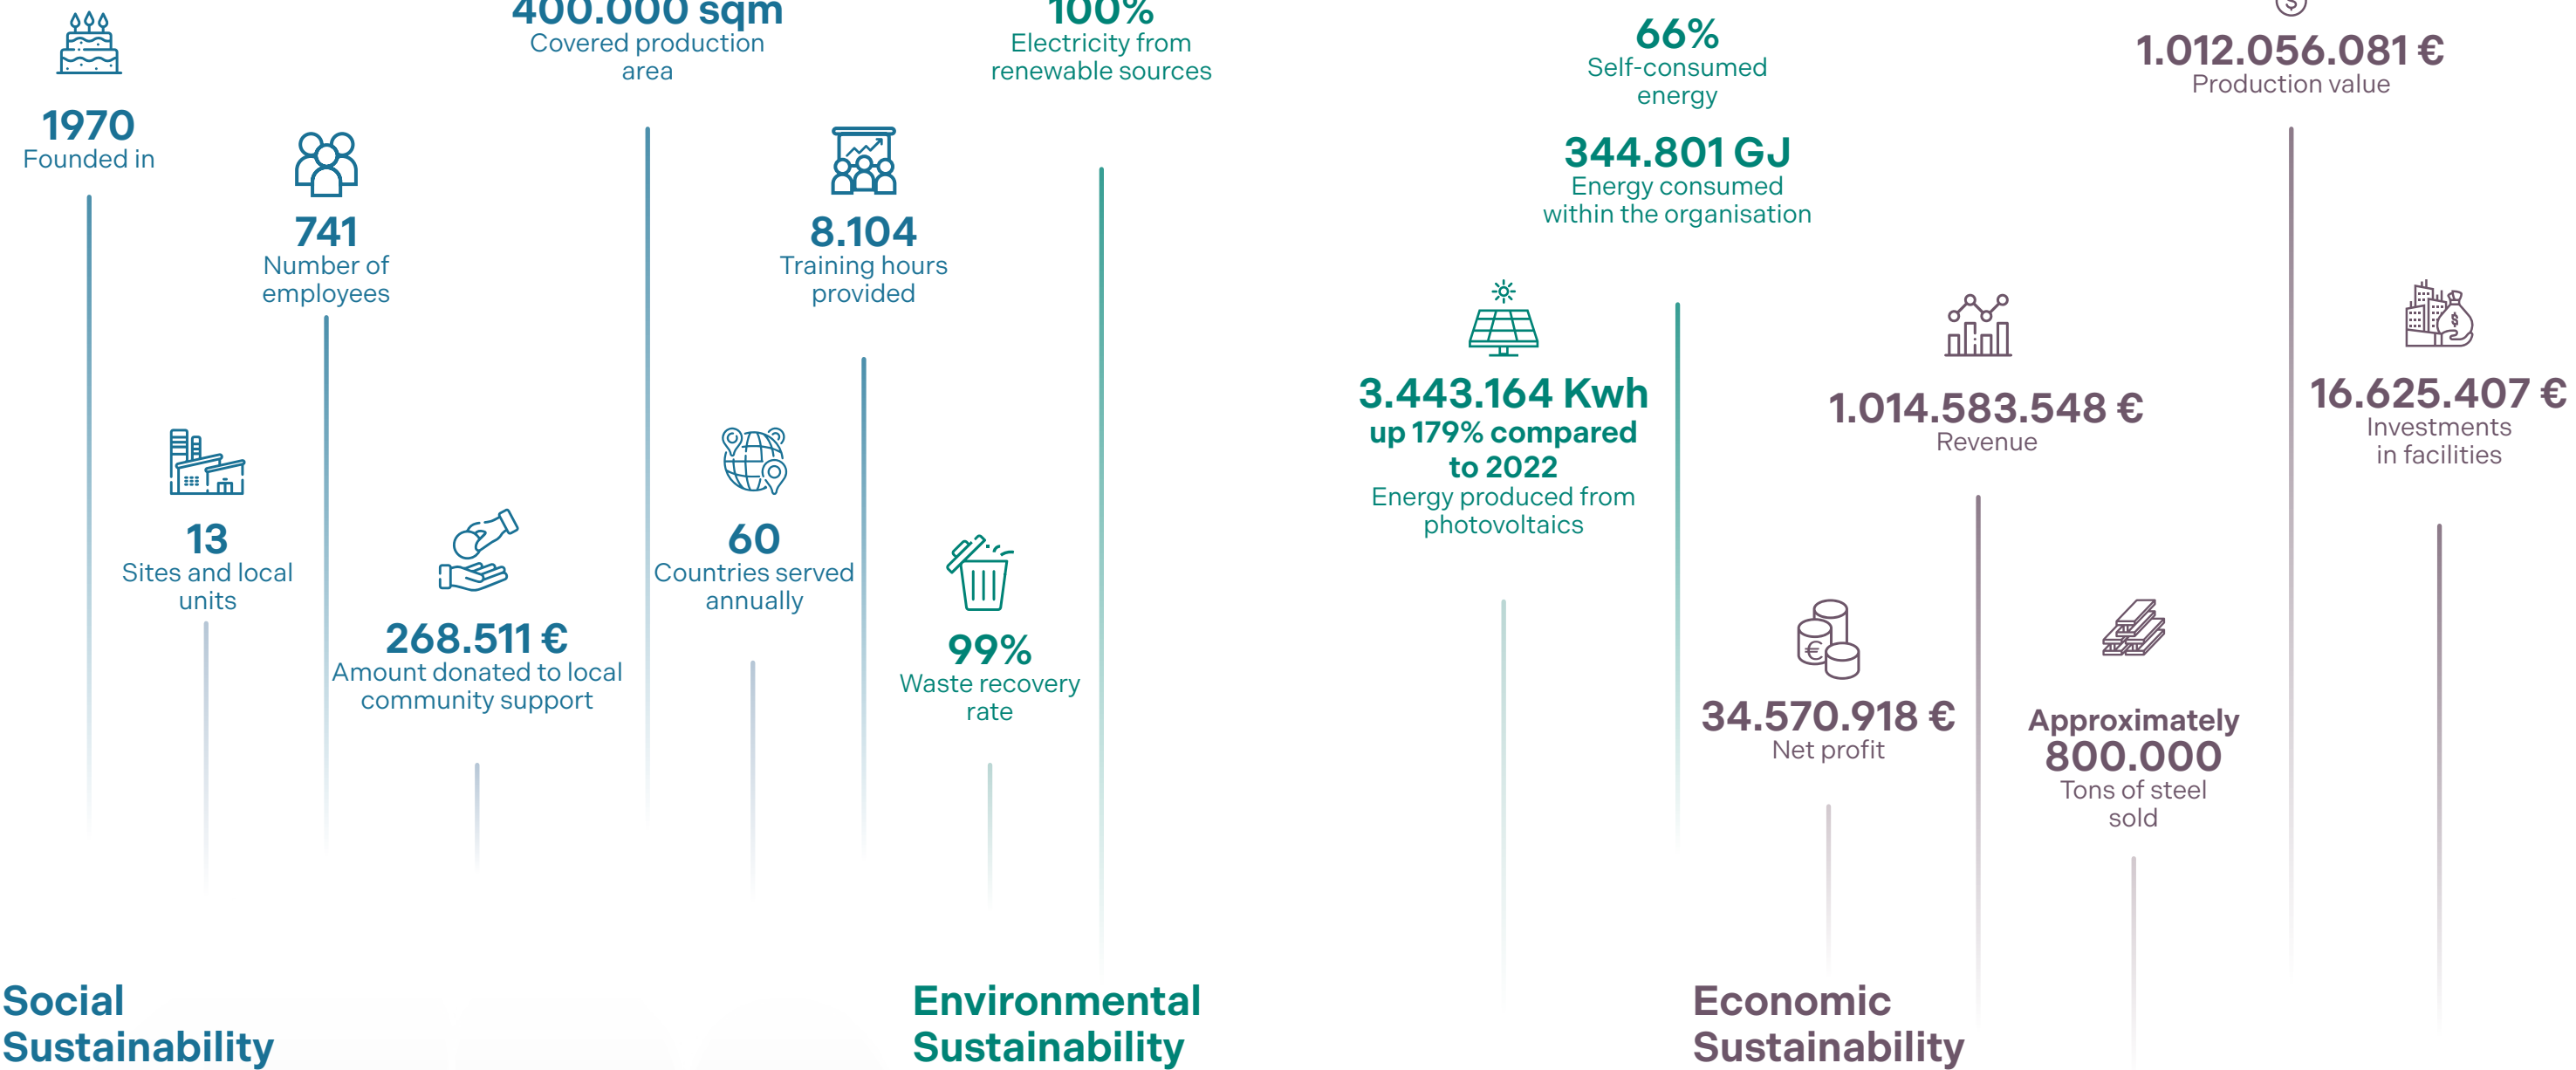 1970
Founded in
13
Sites and local
units
741
Number of
employees
268.511 €
Amount donated to local
community support
400.000 sqm
Covered production
area
60
Countries served
annually
8.104
Training hours
provided
Social
Sustainability
99%
Waste recovery
rate
100%
Electricity from
renewable sources
3.443.164 Kwh
up 179% compared
to 2022
Energy produced from
photovoltaics
66%
Self-consumed
energy
344.801 GJ
Energy consumed
within the organisation
Environmental
Sustainability
34.570.918 €
Net profit
1.014.583.548 €
Revenue
Approximately
800.000
Tons of steel
sold
1.012.056.081 €
Production value
16.625.407 €
Investments
in facilities
Economic
Sustainability